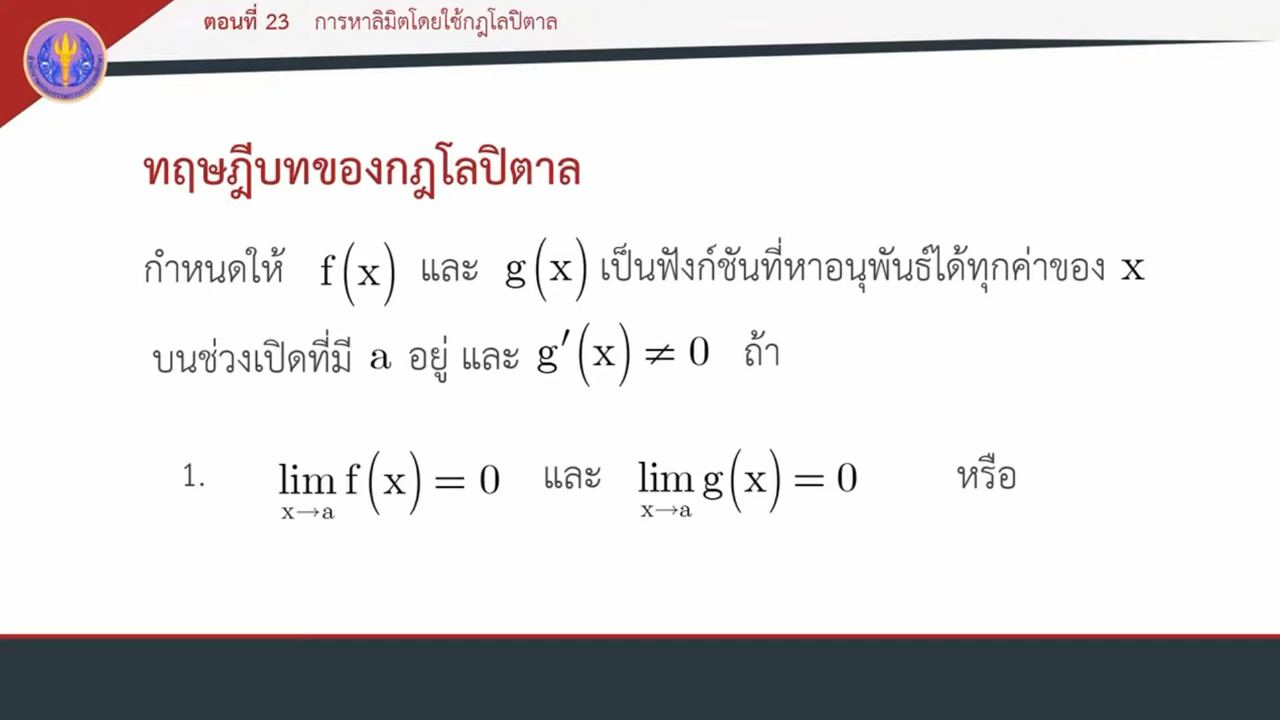 ตอนที่ 23 การหาลิมิตโดยใช้กฎโลปิตาล
ทฤษฎีบทของกฎโลปิตาล
กำหนดให้ f(x) และ g(x) เป็นฟังก์ชันที่หาอนุพันธ์ได้ทุกค่าของ x
บนช่วงเปิดที่มี a อยู่ และ g′(x) ≠ 0 ถ้า
1. lim f(x) = 0 และ lim g(x) = 0 หรือ
x→a x→a